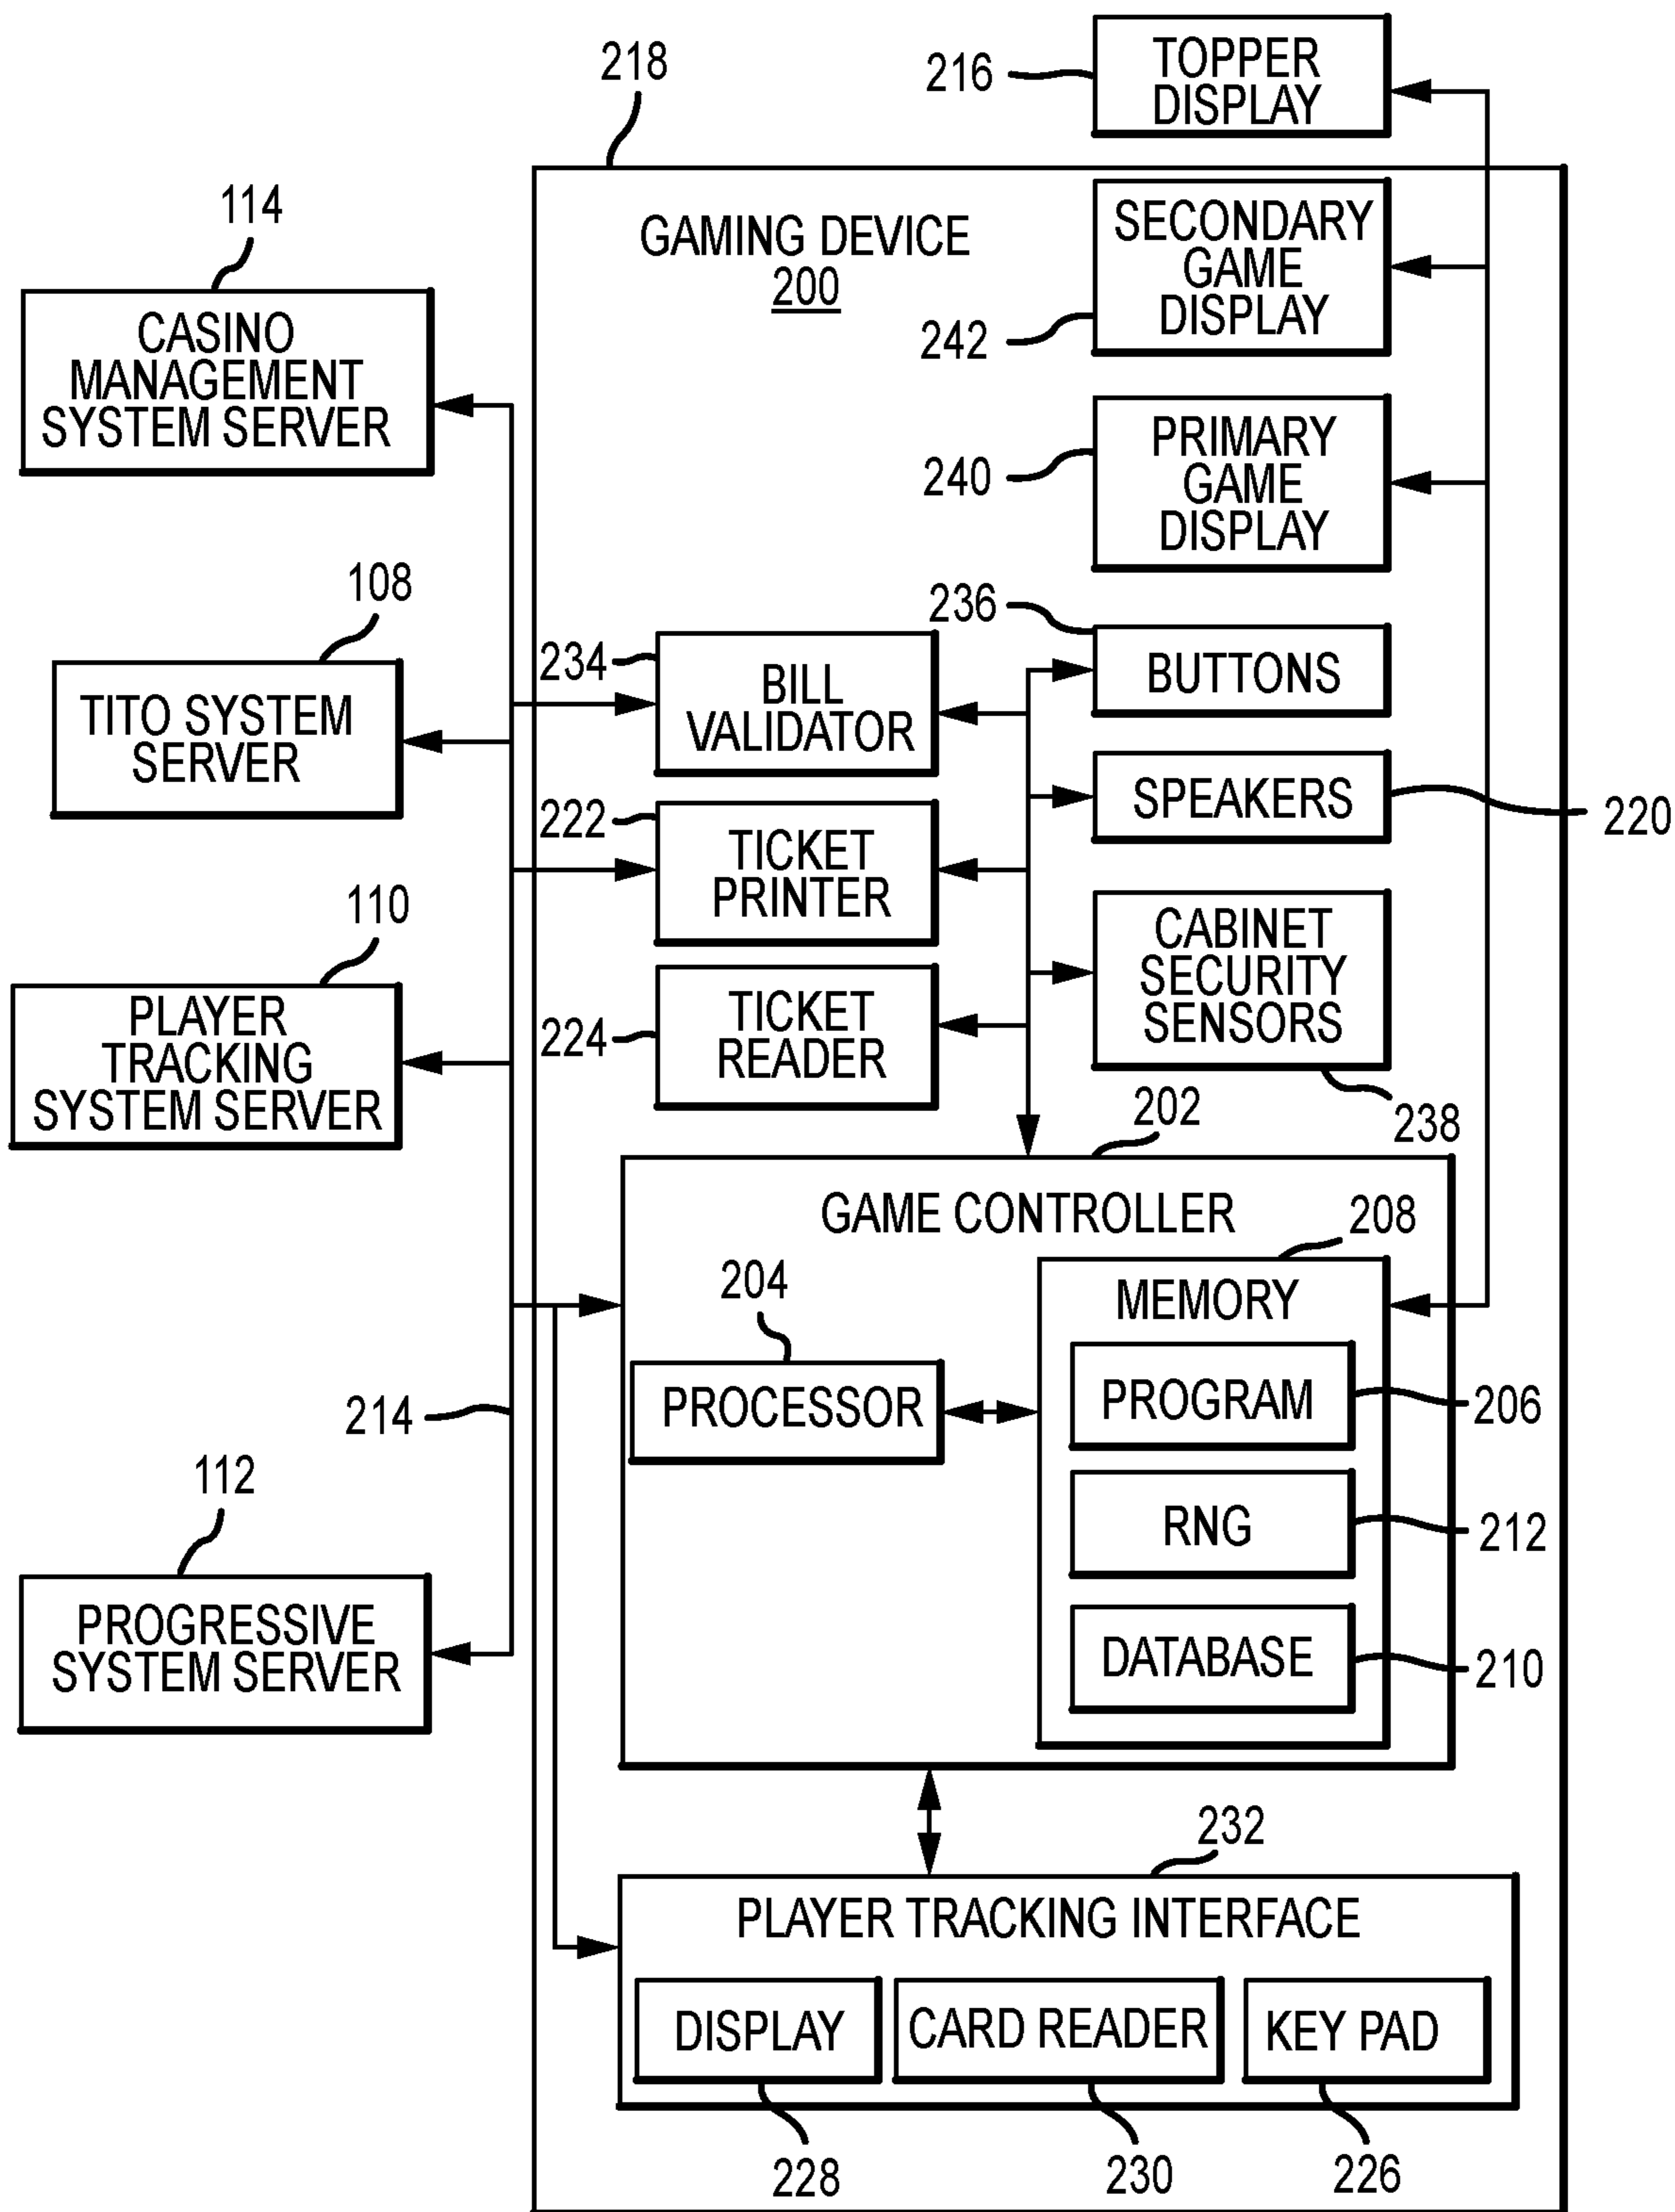 216
TOPPER
DISPLAY
218
GAMING DEVICE
200
SECONDARY
GAME
DISPLAY
242
114
CASINO
MANAGEMENT
SYSTEM SERVER
PRIMARY
GAME
DISPLAY
240
108
TITO SYSTEM
SERVER
234
BILL
VALIDATOR
236
BUTTONS
SPEAKERS
220
222
TICKET
PRINTER
110
PLAYER
TRACKING
SYSTEM SERVER
224
TICKET
READER
CABINET
SECURITY
SENSORS
238
202
GAME CONTROLLER
208
MEMORY
204
PROCESSOR
PROGRAM
206
214
RNG
212
112
PROGRESSIVE
SYSTEM SERVER
DATABASE
210
232
PLAYER TRACKING INTERFACE
DISPLAY
CARD READER
KEY PAD
228
230
226